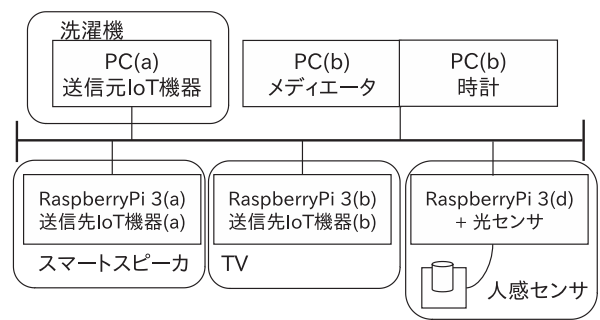 洗濯機
PC(a)
送信元IoT機器
PC(b)
メディエータ
PC(b)
時計
RaspberryPi 3(a)
送信先IoT機器(a)
スマートスピーカ
RaspberryPi 3(b)
送信先IoT機器(b)
TV
RaspberryPi 3(d)
+ 光センサ
人感センサ